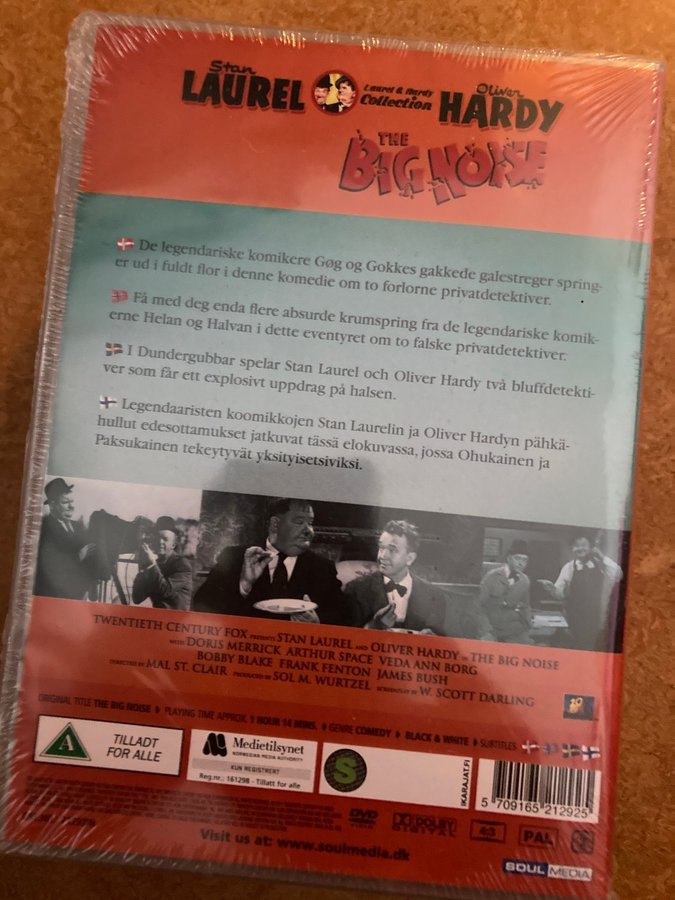 Stan
LAUREL
Laurel & Hardy
Collection
Oliver
HARDY
THE
BIG NOISE
De legendariske komikere Gøg og Gokkes gakkede galestreger spring-
er ud i fuldt flor i denne komedie om to forlorne privatdetektiver.
Få med deg enda flere absurde krumspring fra de legendariske komik-
erne Helan og Halvan i dette eventyret om to falske privatdetektiver.
I Dundergubbar spelar Stan Laurel och Oliver Hardy två bluffdetekti-
ver som får ett explosivt uppdrag på halsen.
Legendaaristen koomikkojen Stan Laurelin ja Oliver Hardyn pähkä-
hullut edesottamukset jatkuvat tässä elokuvassa, jossa Ohukainen ja
Paksukainen tekeytyvät yksityisetsiviksi.
TWENTIETH CENTURY FOX PRESENTS STAN LAUREL AND OLIVER HARDY IN THE BIG NOISE
WITH DORIS MERRICK ARTHUR SPACE VEDA ANN BORG
BOBBY BLAKE FRANK FENTON JAMES BUSH
DIRECTED BY MAL ST. CLAIR PRODUCED BY SOL M. WURTZEL SCREENPLAY BY W. SCOTT DARLING
ORIGINAL TITLE THE BIG NOISE PLAYING TIME APPROX. 1 HOUR 14 MINS. GENRE COMEDY BLACK & WHITE SUBTITLES
A
TILLADT
FOR ALLE
Medietilsynet
NORWEGIAN MEDIA AUTHORITY
KUN REGISTRERT
Reg.nr.: 161298 - Tillatt for alle
S
IKARAJAT.FI
5 709165 212925
DVD
VIDEO
DOLBY
DIGITAL
4:3
PAL
Visit us at: www.soulmedia.dk
SOUL MEDIA